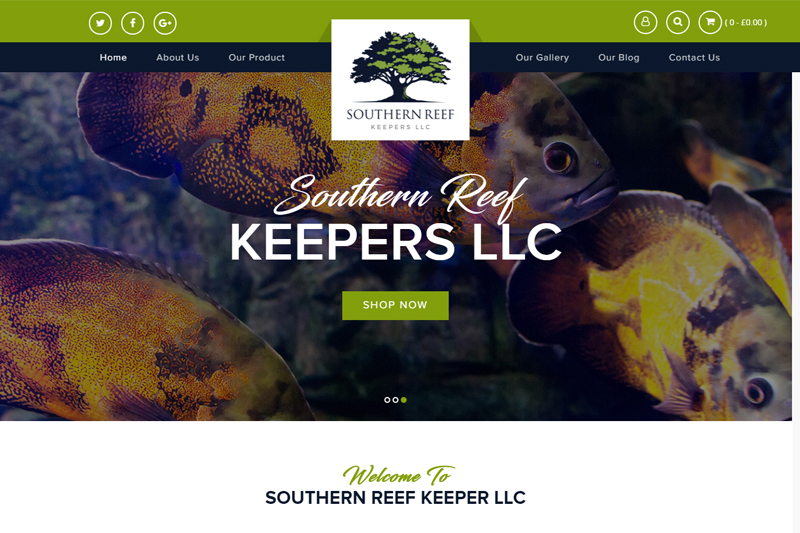 ( 0 - £0.00 )
Home
About Us
Our Product
Our Gallery
Our Blog
Contact Us
SOUTHERN REEF
KEEPERS LLC
Southern Reef
KEEPERS LLC
SHOP NOW
Welcome To
SOUTHERN REEF KEEPER LLC